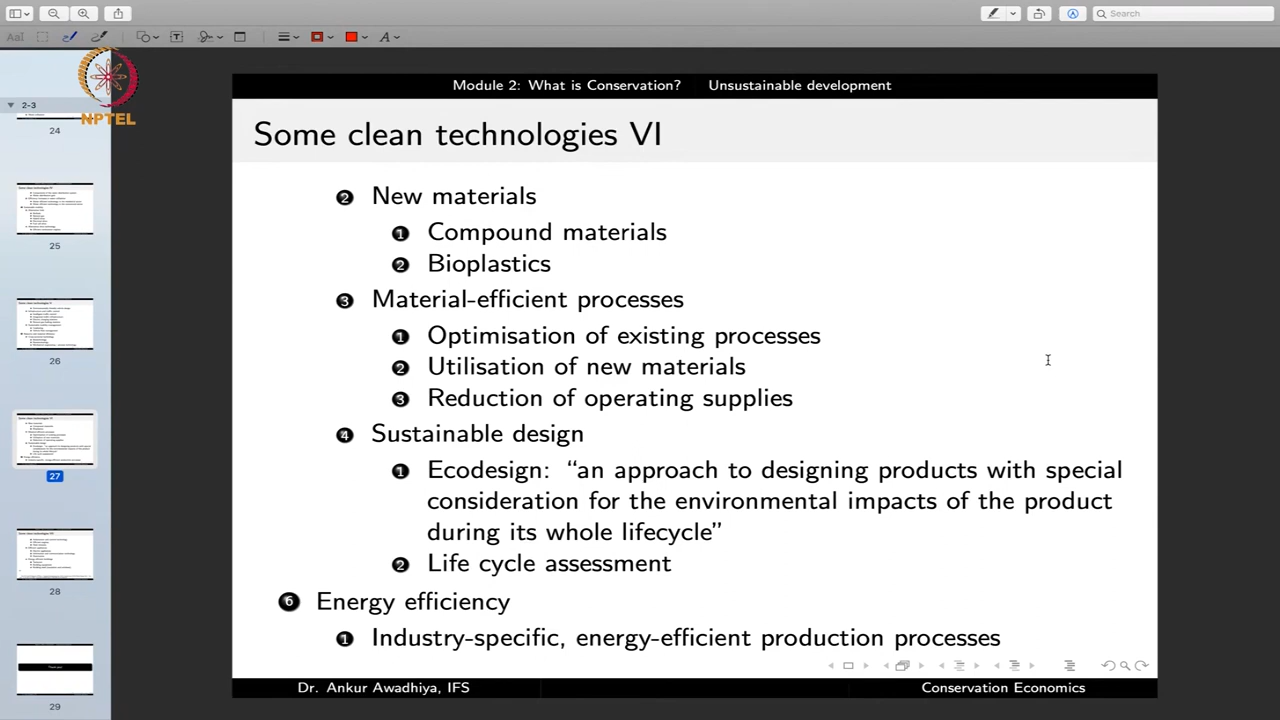 Search
AaI
A
NPTEL
2-3
24
25
26
27
28
29
Module 2: What is Conservation? Unsustainable development
Some clean technologies VI
2 New materials
1 Compound materials
2 Bioplastics
3 Material-efficient processes
1 Optimisation of existing processes
2 Utilisation of new materials
3 Reduction of operating supplies
4 Sustainable design
1 Ecodesign: “an approach to designing products with special
consideration for the environmental impacts of the product
during its whole lifecycle”
2 Life cycle assessment
6 Energy efficiency
1 Industry-specific, energy-efficient production processes
Dr. Ankur Awadhiya, IFS Conservation Economics